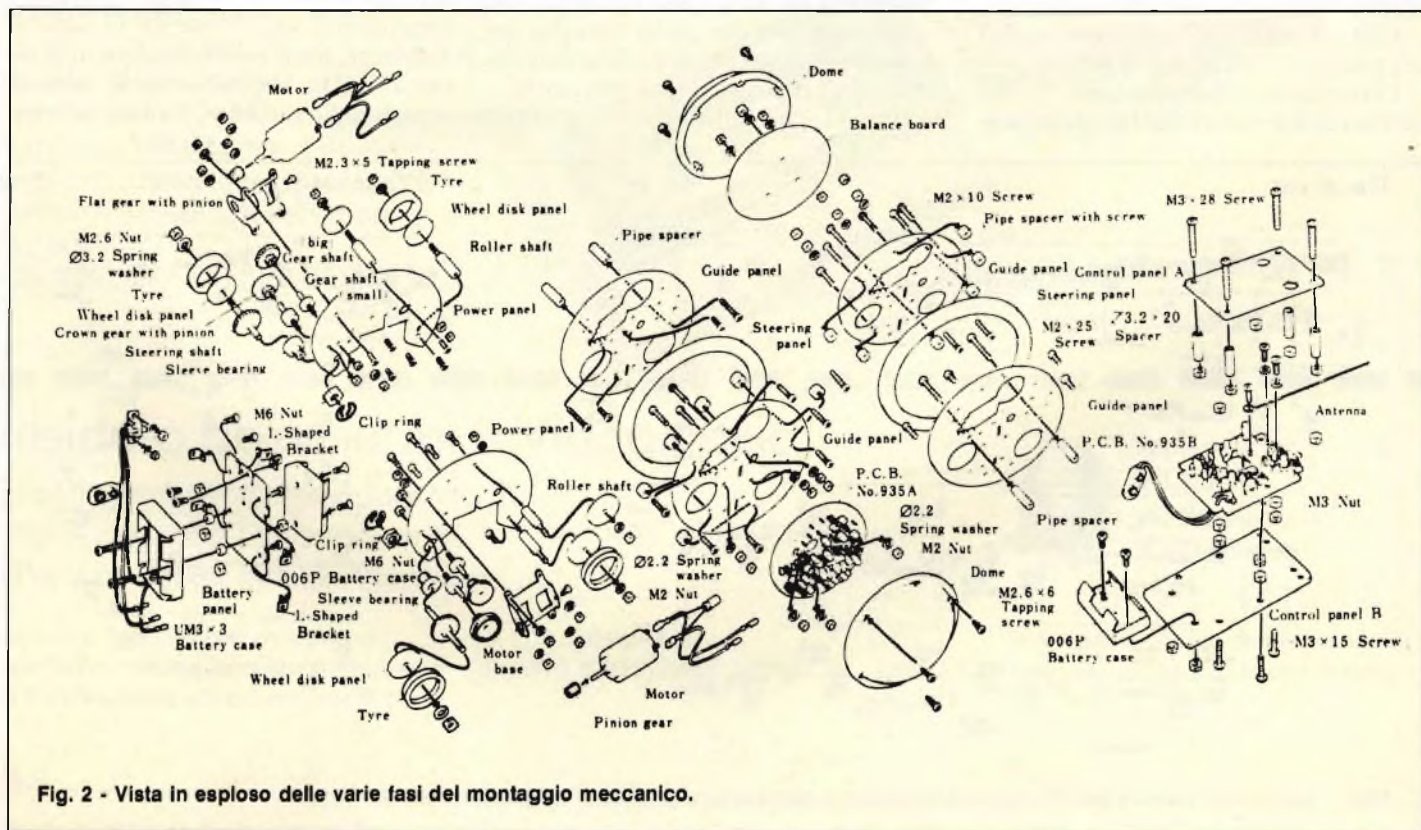 Motor
Dome
Balance board
M2.3×5 Tapping screw
Tyre
Flat gear with pinion
Wheel disk panel
M2×10 Screw
M3×28 Screw
Pipe spacer with screw
M2.6 Nut
Ø3.2 Spring
washer
big
Gear shaft
Roller shaft
Pipe spacer
Guide panel
Guide panel
Control panel A
Gear shaft
small
Steering panel
Tyre
Wheel disk panel
Crown gear with pinion
Power panel
Steering
panel
M2×25
Screw
3.2×20
Spacer
Steering shaft
Sleeve bearing
M6 Nut
L-Shaped
Bracket
Clip ring
Power panel
Guide panel
Guide panel
Antenna
P.C.B. No.935B
Roller shaft
P.C.B.
No.935A
Ø2.2
Spring washer
M2 Nut
M3 Nut
Pipe spacer
Clip ring
M6 Nut
006P Battery case
Sleeve bearing
Ø2.2 Spring
washer
M2 Nut
Dome
M2.6×6
Tapping
screw
Battery
panel
L-Shaped
Bracket
UM3×3
Battery case
Motor
base
Control panel B
006P
Battery case
M3×15 Screw
Wheel disk panel
Tyre
Motor
Pinion gear
Fig. 2 - Vista in esploso delle varie fasi del montaggio meccanico.